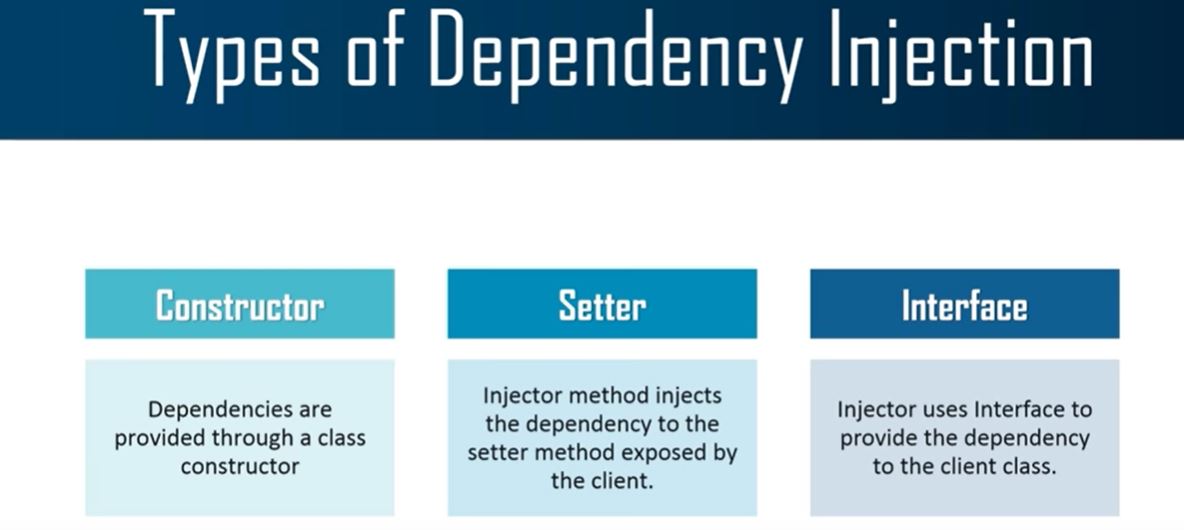 Types of Dependency Injection
Constructor
Dependencies are
provided through a class
constructor
Setter
Injector method injects
the dependency to the
setter method exposed by
the client.
Interface
Injector uses Interface to
provide the dependency
to the client class.